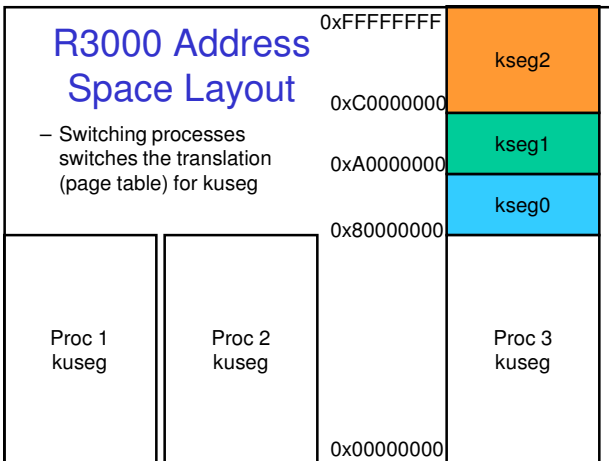 R3000 Address
Space Layout
– Switching processes
switches the translation
(page table) for kuseg
0xFFFFFFFF
kseg2
0xC0000000
kseg1
0xA0000000
kseg0
0x80000000
Proc 1
kuseg
Proc 2
kuseg
Proc 3
kuseg
0x00000000